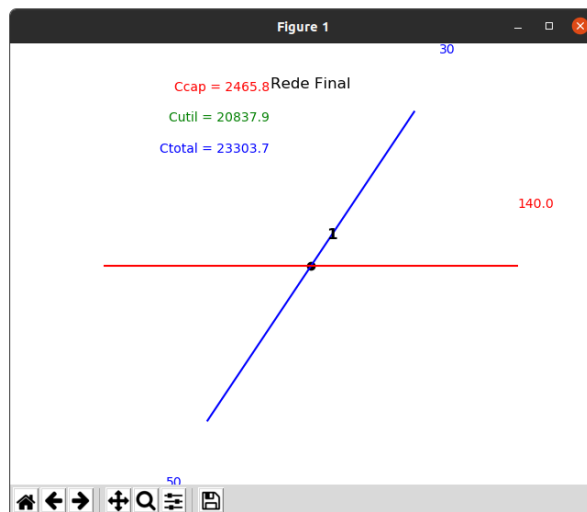 Figure 1
30
Rede Final
Ccap = 2465.8
Cutil = 20837.9
Ctotal = 23303.7
140.0
1
50